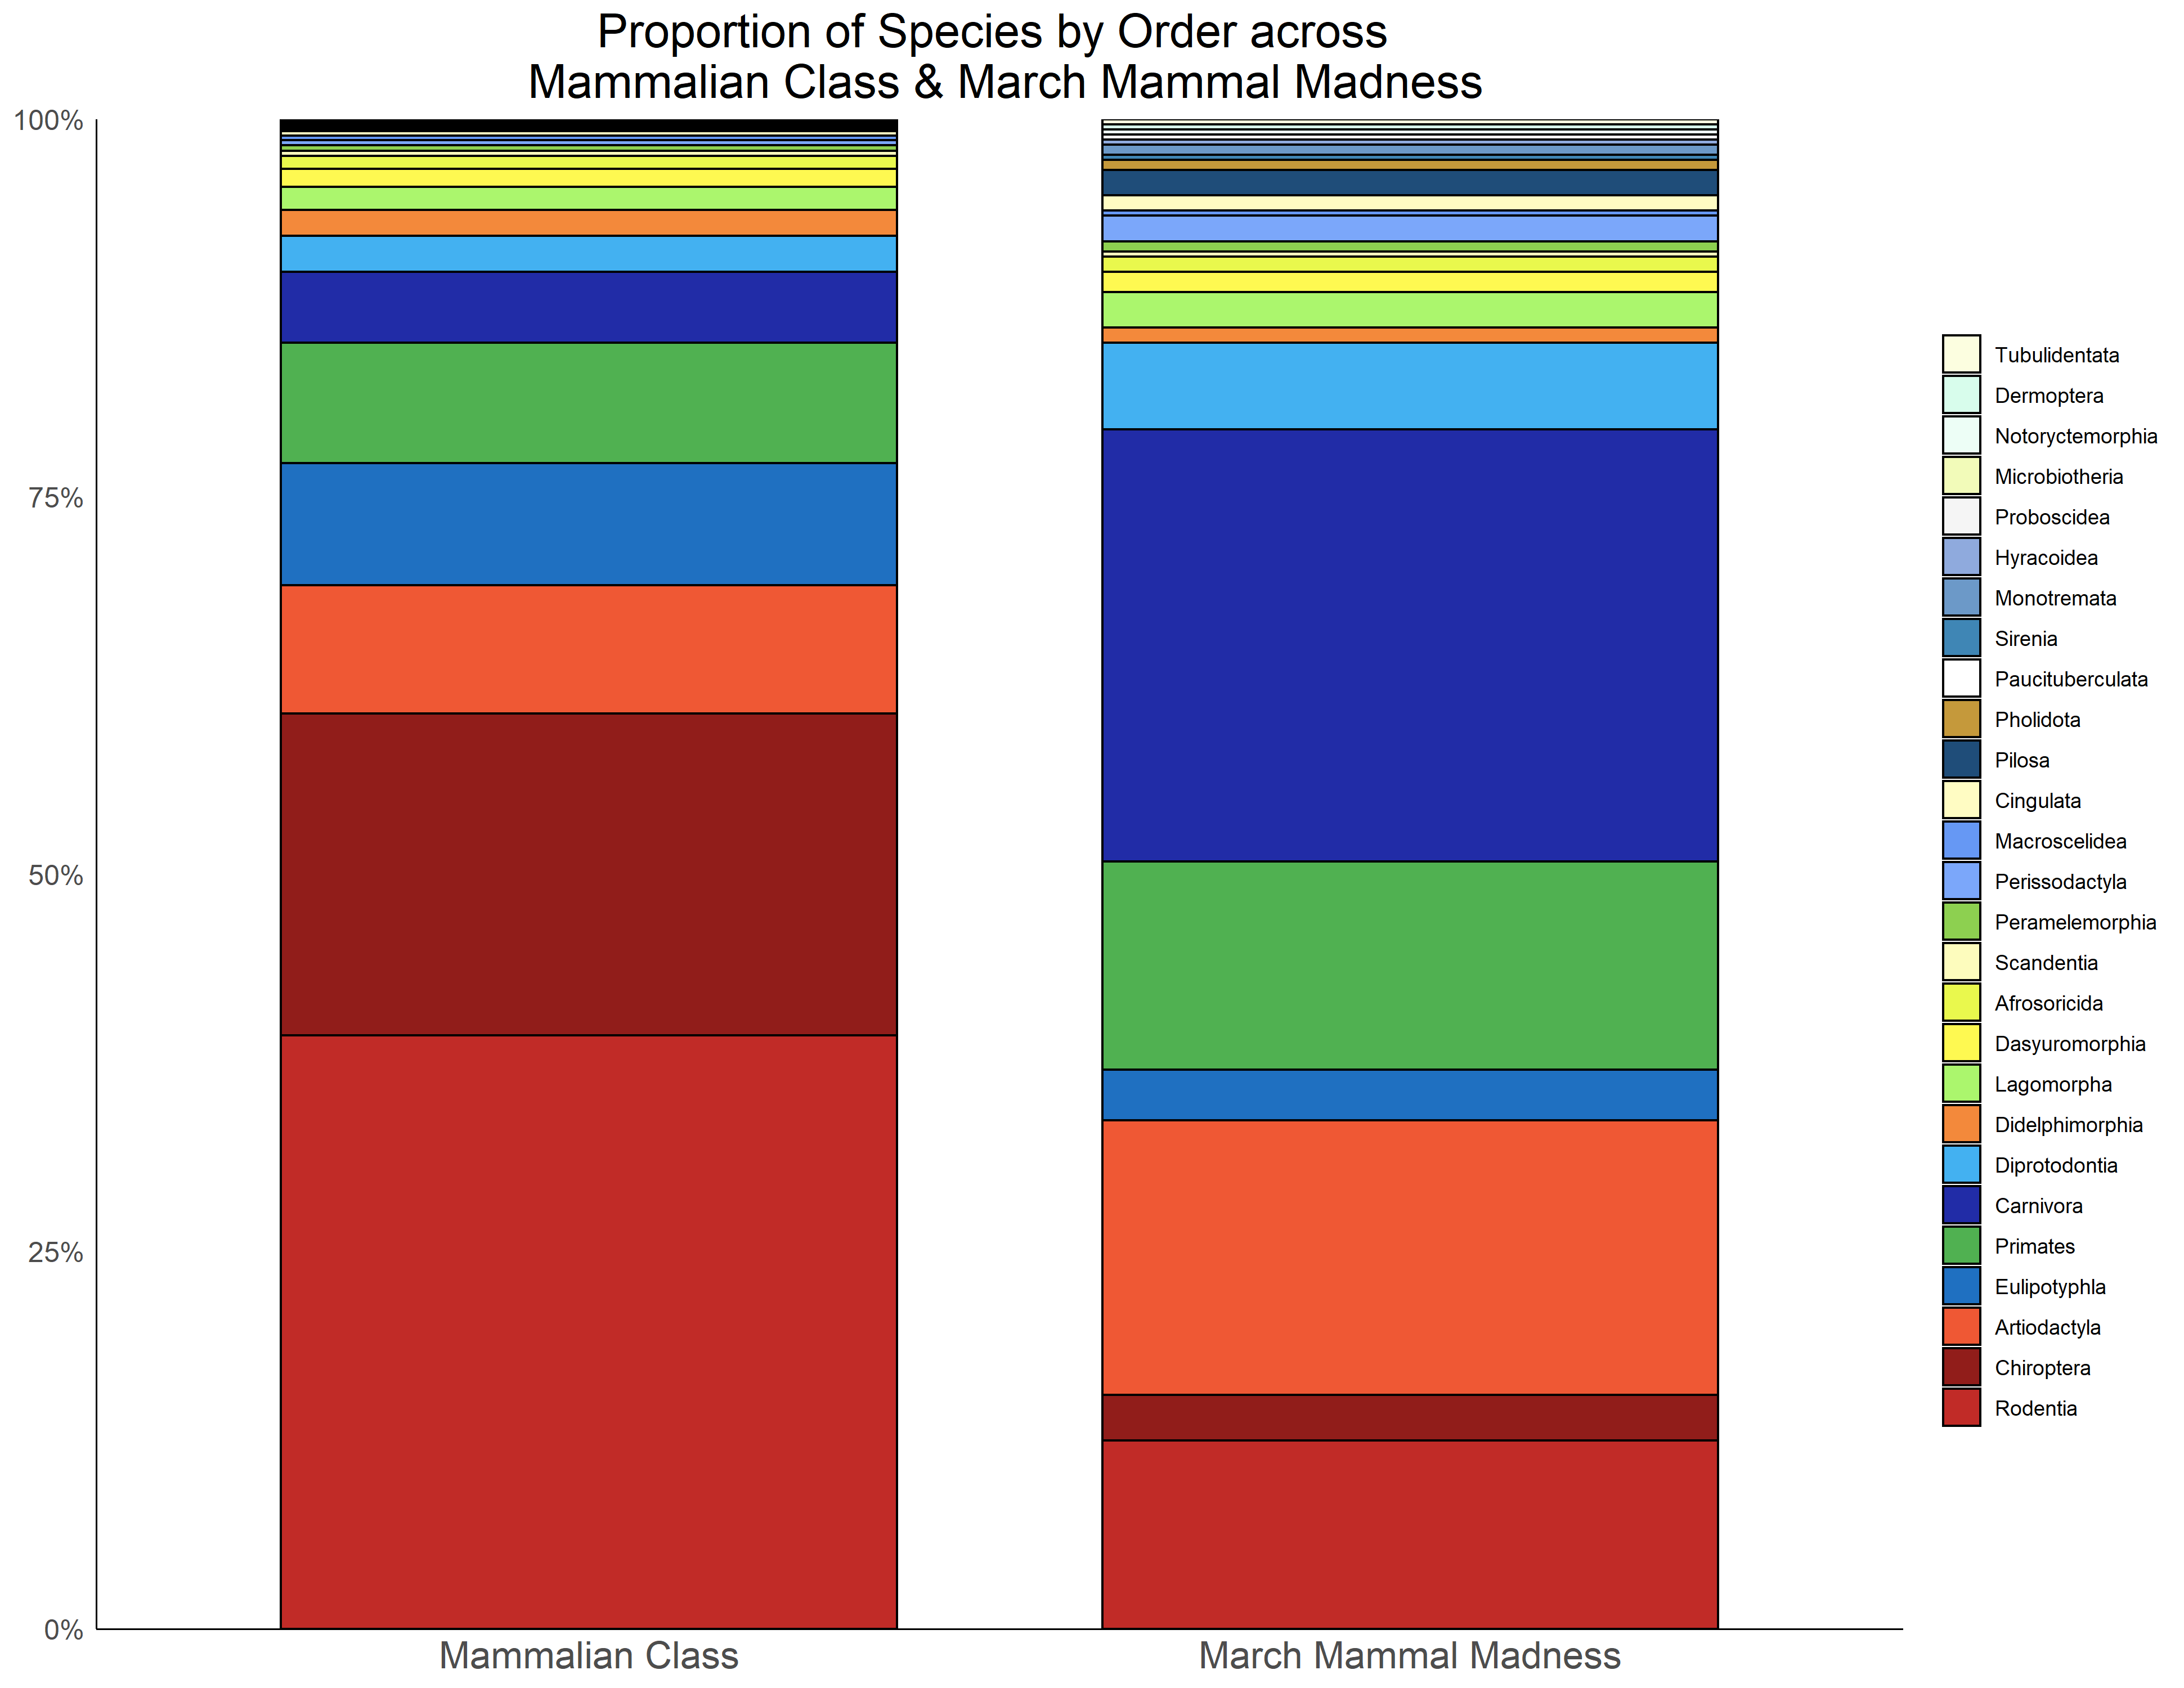 Proportion of Species by Order across
Mammalian Class & March Mammal Madness
100%
75%
50%
25%
0%
Mammalian Class
March Mammal Madness
Tubulidentata
Dermoptera
Notoryctemorphia
Microbiotheria
Proboscidea
Hyracoidea
Monotremata
Sirenia
Paucituberculata
Pholidota
Pilosa
Cingulata
Macroscelidea
Perissodactyla
Peramelemorphia
Scandentia
Afrosoricida
Dasyuromorphia
Lagomorpha
Didelphimorphia
Diprotodontia
Carnivora
Primates
Eulipotyphla
Artiodactyla
Chiroptera
Rodentia